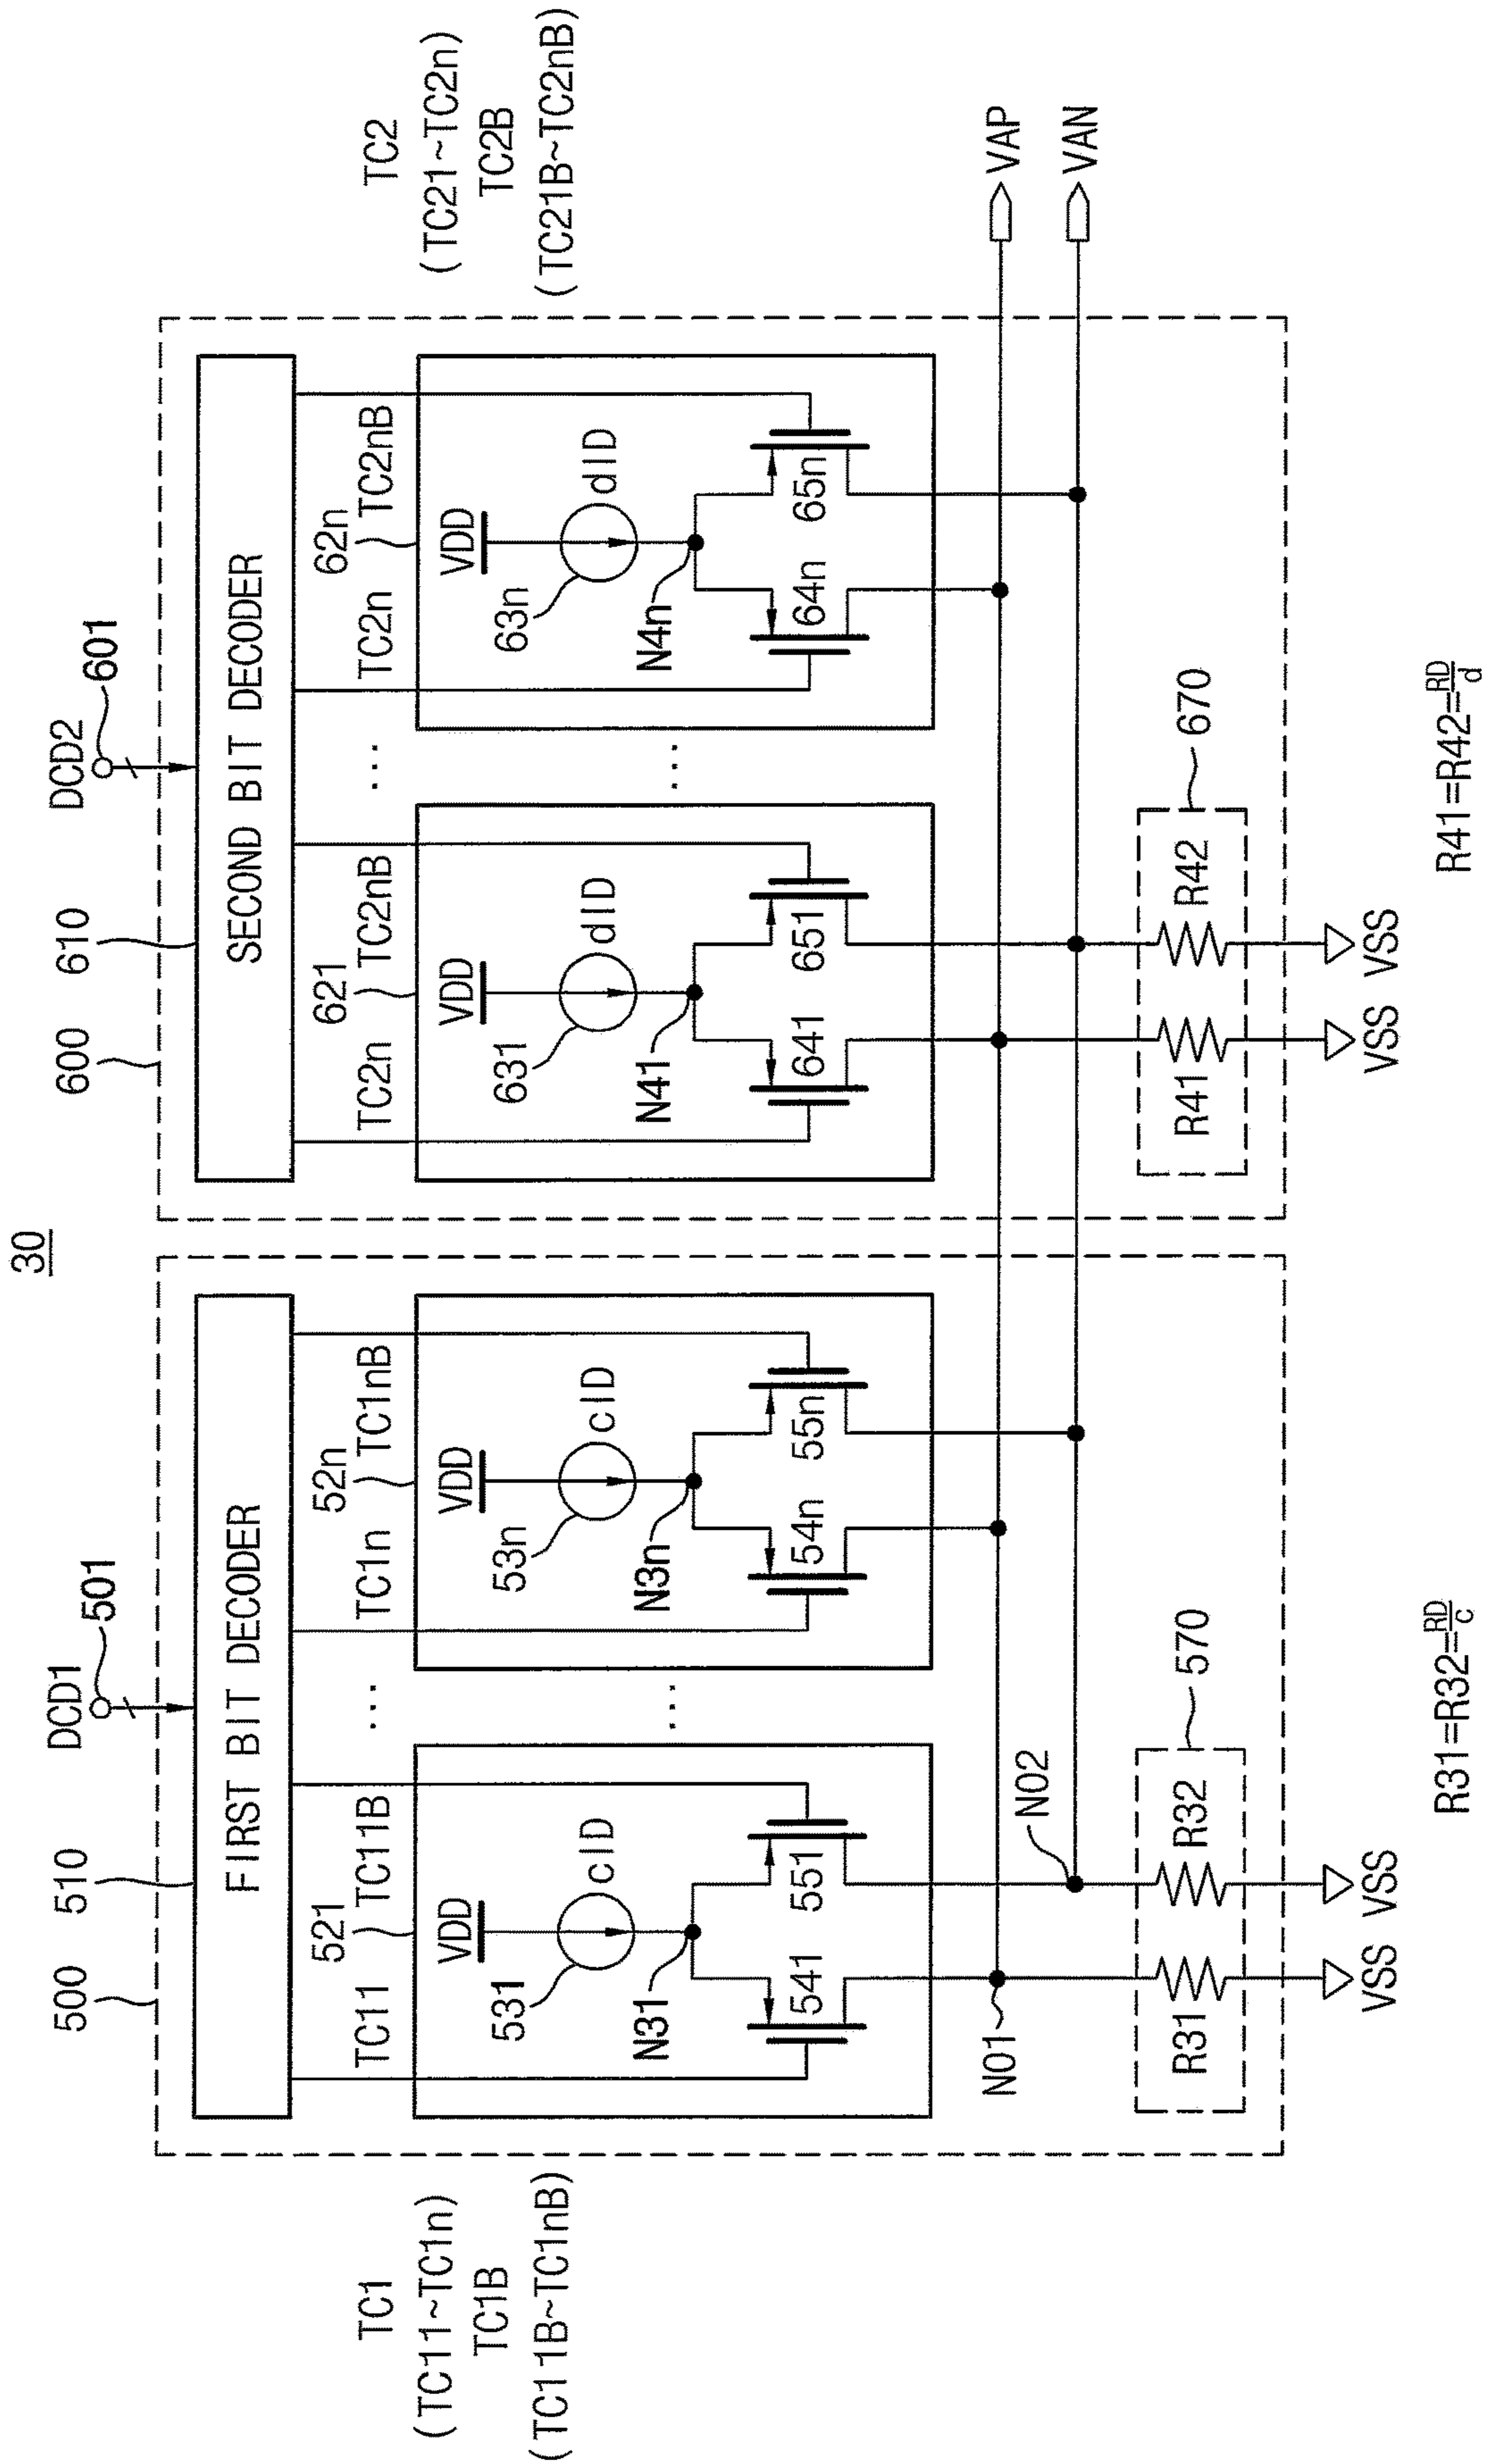 30
500
510
DCD1
501
600
610
DCD2
601
FIRST BIT DECODER
SECOND BIT DECODER
TC1
(TC11~TC1n)
TC1B
(TC11B~TC1nB)
TC11
521
TC11B
...
TC1n
52n
TC1nB
TC2n
621
TC2nB
...
TC2n
62n
TC2nB
TC2
(TC21~TC2n)
TC2B
(TC21B~TC2nB)
VDD
VDD
VDD
VDD
531
cID
53n
cID
631
dID
63n
dID
N31
...
N3n
N41
...
N4n
541
551
54n
55n
641
651
64n
65n
NO1
NO2
VAP
VAN
R31
R32
570
R41
R42
670
VSS
VSS
VSS
VSS
R31=R32=RD/c
R41=R42=RD/d